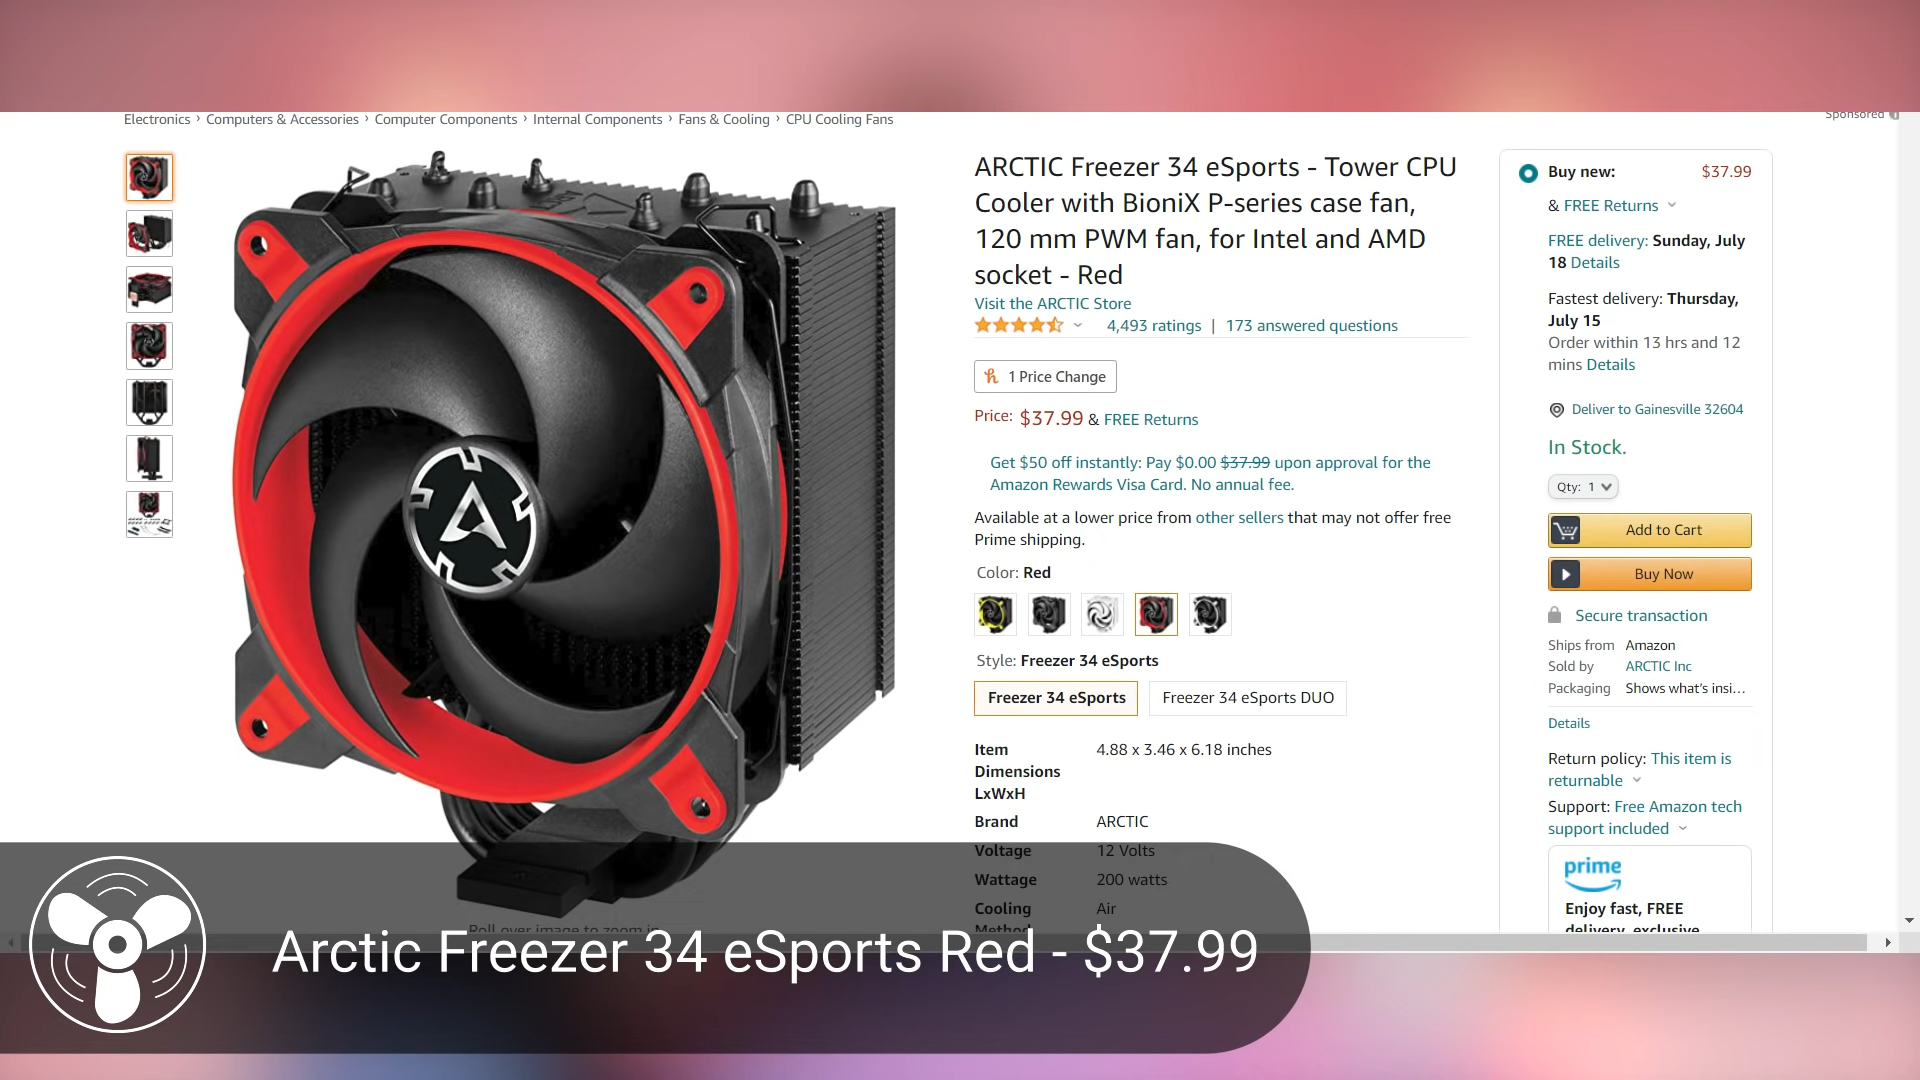 Sponsored
Electronics › Computers & Accessories › Computer Components › Internal Components › Fans & Cooling › CPU Cooling Fans
ARCTIC Freezer 34 eSports - Tower CPU
Cooler with BioniX P-series case fan,
120 mm PWM fan, for Intel and AMD
socket - Red
Visit the ARCTIC Store
4,493 ratings | 173 answered questions
1 Price Change
Price: $37.99 & FREE Returns
Get $50 off instantly: Pay $0.00 $37.99 upon approval for the
Amazon Rewards Visa Card. No annual fee.
Available at a lower price from other sellers that may not offer free
Prime shipping.
Color: Red
Style: Freezer 34 eSports
Freezer 34 eSports Freezer 34 eSports DUO
Item
Dimensions
LxWxH
4.88 x 3.46 x 6.18 inches
Brand ARCTIC
Voltage 12 Volts
Wattage 200 watts
Cooling
Method
Air
Roll over image to zoom in
Buy new: $37.99
& FREE Returns
FREE delivery: Sunday, July
18 Details
Fastest delivery: Thursday,
July 15
Order within 13 hrs and 12
mins Details
Deliver to Gainesville 32604
In Stock.
Qty: 1
Add to Cart
Buy Now
Secure transaction
Ships from Amazon
Sold by ARCTIC Inc
Packaging Shows what's insi...
Details
Return policy: This item is
returnable
Support: Free Amazon tech
support included
prime
Enjoy fast, FREE
delivery, exclusive
Arctic Freezer 34 eSports Red - $37.99